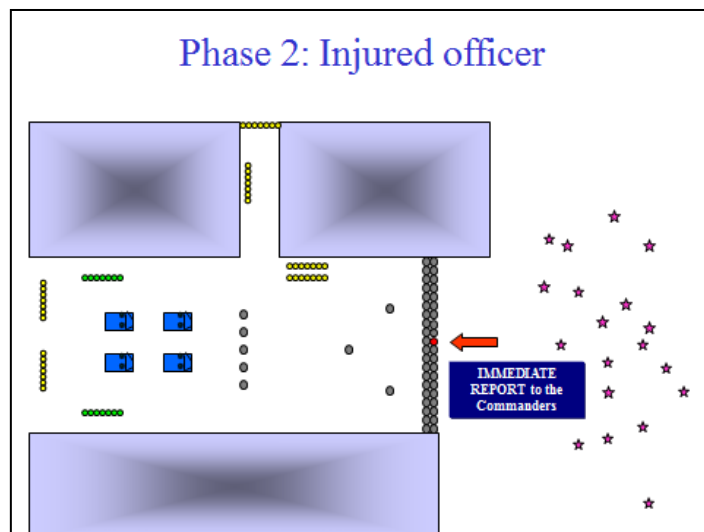 Phase 2: Injured officer
IMMEDIATE
REPORT to the
Commanders